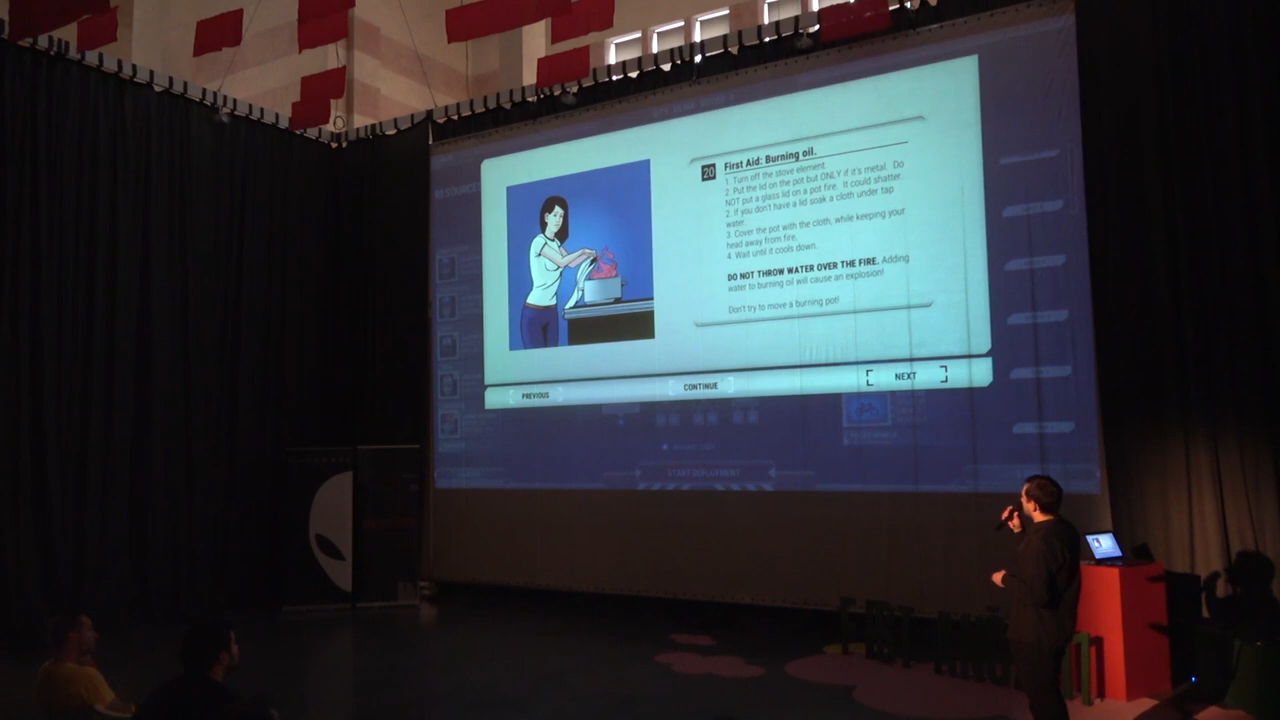 RESOURCES
20
First Aid: Burning oil.
1. Turn off the stove element.
2. Put the lid on the pot but ONLY if it's metal. Do
NOT put a glass lid on a pot fire. It could shatter.
2. If you don't have a lid soak a cloth under tap
water.
3. Cover the pot with the cloth, while keeping your
head away from fire.
4. Wait until it cools down.
DO NOT THROW WATER OVER THE FIRE. Adding
water to burning oil will cause an explosion!
Don't try to move a burning pot!
PREVIOUS
CONTINUE
NEXT
START DEPLOYMENT